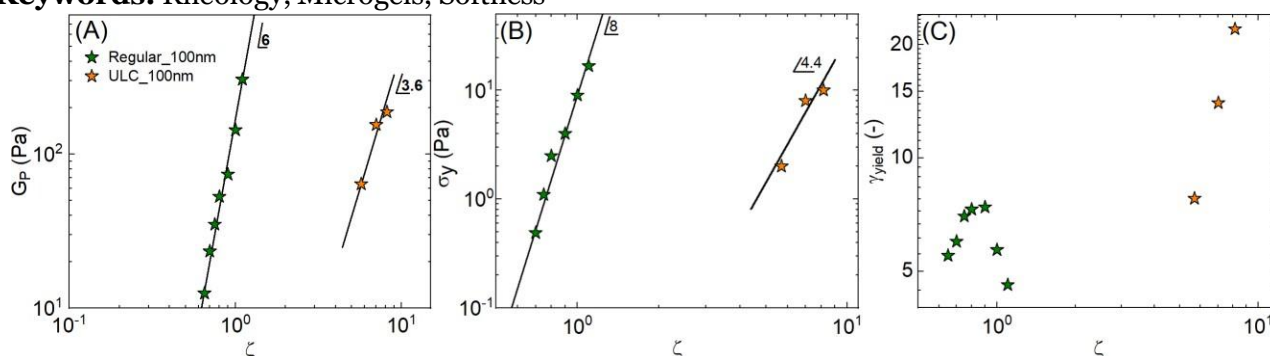 Keywords: Rheology, Microgels, Softness
(A)
6
Regular_100nm
ULC_100nm
3.6
G_P (Pa)
10^2
10^1
10^-1
10^0
10^1
ζ
(B)
8
4.4
σ_y (Pa)
10^1
10^0
10^-1
10^0
10^1
ζ
(C)
γ_yield (-)
20
15
10
5
10^0
10^1
ζ